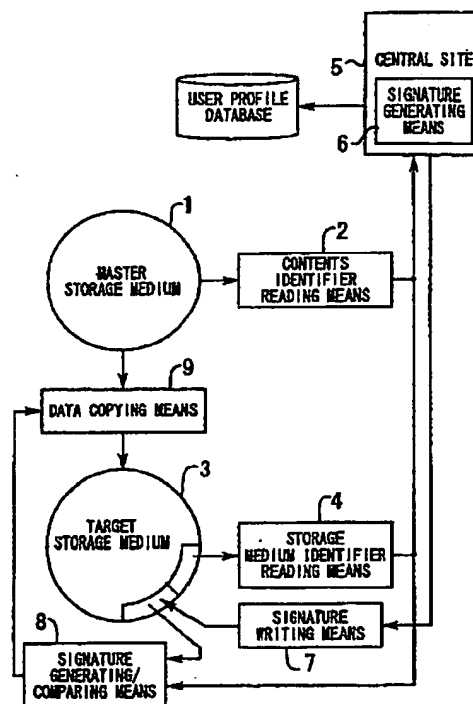 5
CENTRAL SITE
SIGNATURE
GENERATING
MEANS
6
USER PROFILE
DATABASE
1
MASTER
STORAGE MEDIUM
2
CONTENTS
IDENTIFIER
READING MEANS
9
DATA COPYING MEANS
3
TARGET
STORAGE MEDIUM
4
STORAGE
MEDIUM IDENTIFIER
READING MEANS
SIGNATURE
WRITING MEANS
7
8
SIGNATURE
GENERATING/
COMPARING MEANS